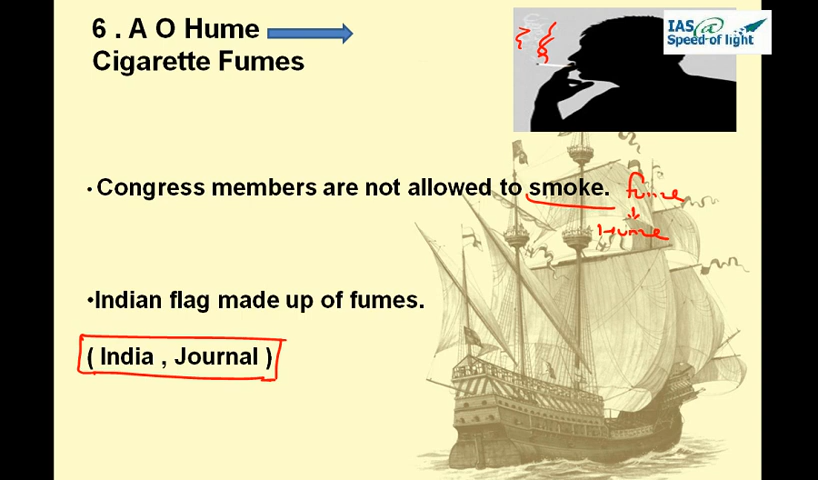 6 . A O Hume
Cigarette Fumes
IAS@
Speed of light
• Congress members are not allowed to smoke.
fume
Hume
•Indian flag made up of fumes.
( India , Journal )